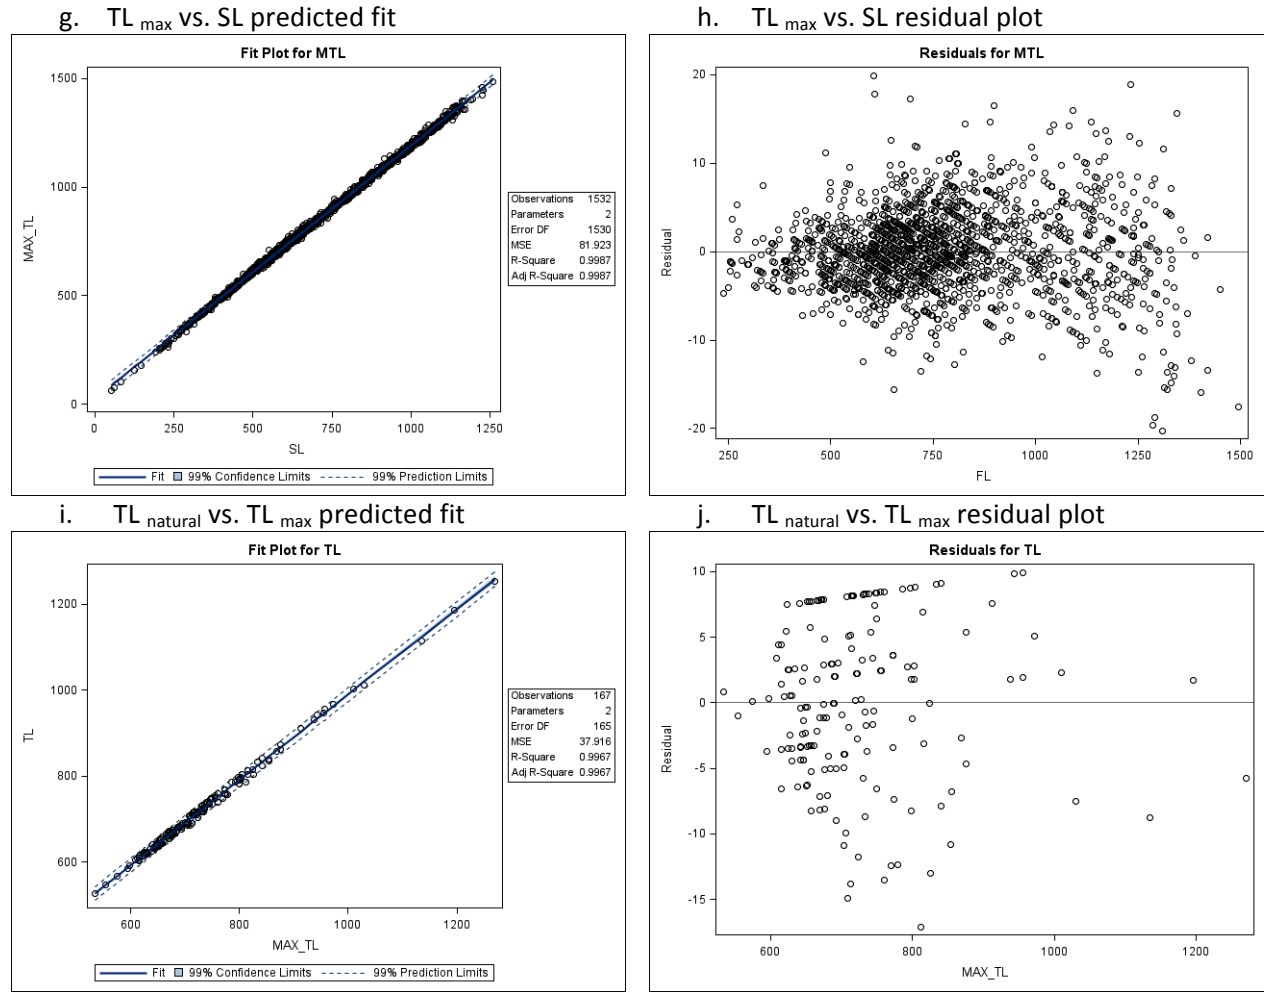 g. TL max vs. SL predicted fit
Fit Plot for MTL
1500
1000
500
0
MAX_TL
0 250 500 750 1000 1250
SL
Observations 1532
Parameters 2
Error DF 1530
MSE 81.923
R-Square 0.9987
Adj R-Square 0.9987
Fit 99% Confidence Limits 99% Prediction Limits
h. TL max vs. SL residual plot
Residuals for MTL
20
10
0
-10
-20
Residual
250 500 750 1000 1250 1500
FL
i. TL natural vs. TL max predicted fit
Fit Plot for TL
1200
1000
800
600
TL
600 800 1000 1200
MAX_TL
Observations 167
Parameters 2
Error DF 165
MSE 37.916
R-Square 0.9967
Adj R-Square 0.9967
Fit 99% Confidence Limits 99% Prediction Limits
j. TL natural vs. TL max residual plot
Residuals for TL
10
5
0
-5
-10
-15
Residual
600 800 1000 1200
MAX_TL